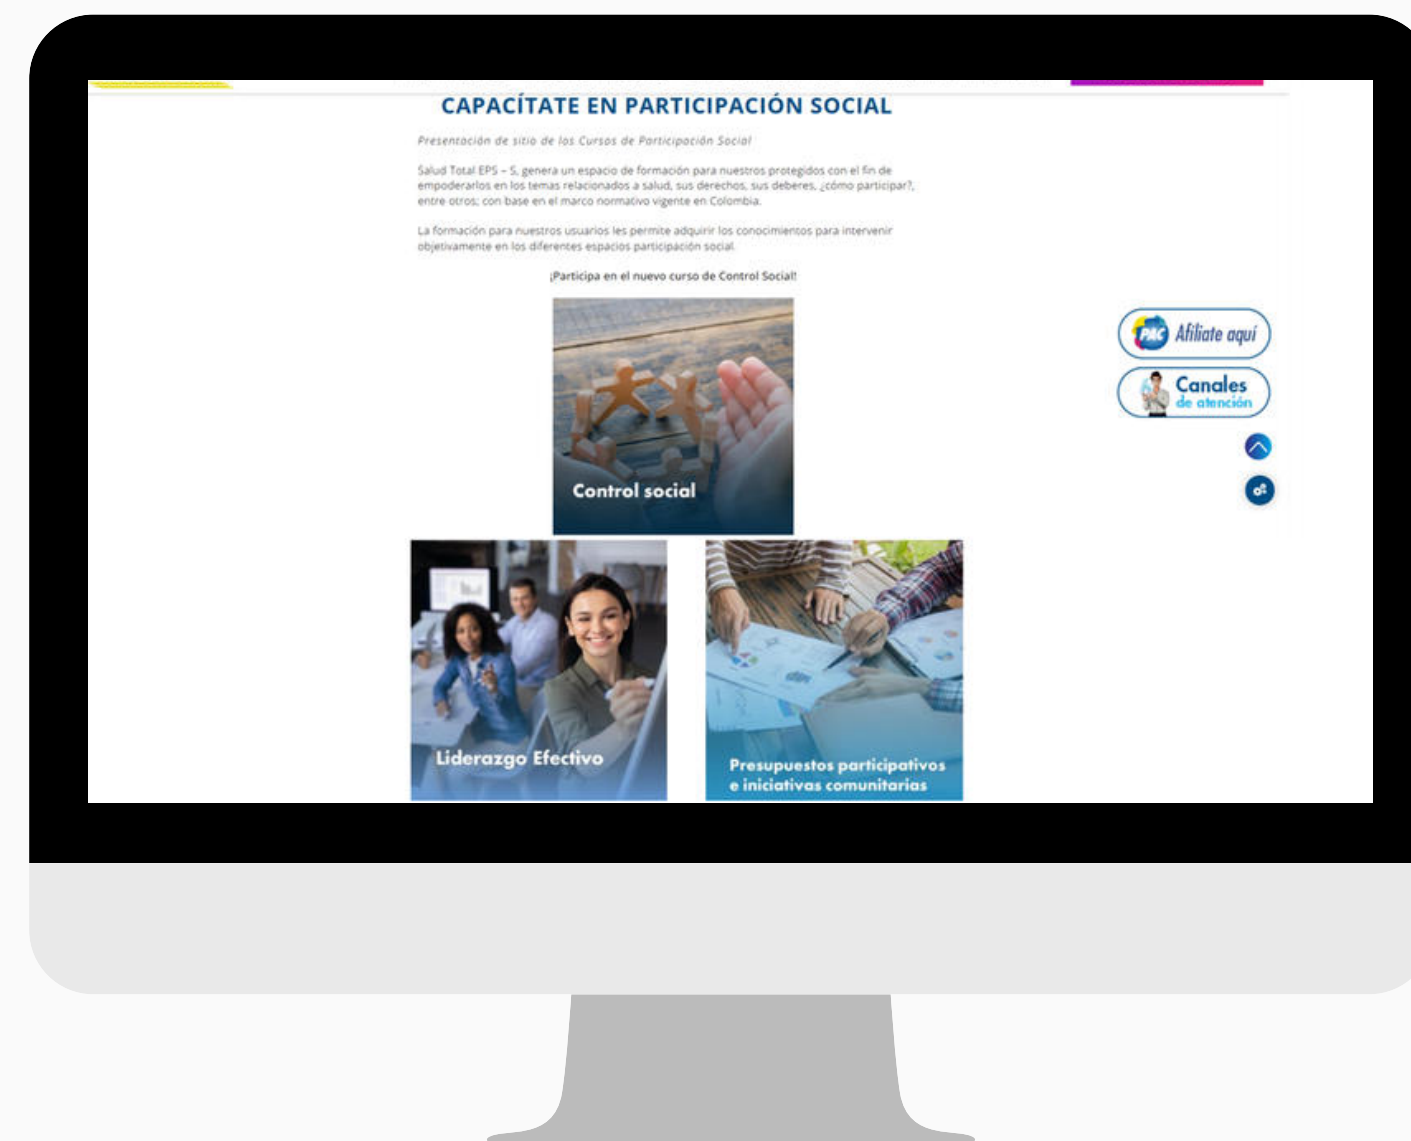 CAPACÍTATE EN PARTICIPACIÓN SOCIAL
Presentación de sitio de los Cursos de Participación Social
Salud Total EPS – S, genera un espacio de formación para nuestros protegidos con el fin de
empoderarlos en los temas relacionados a salud, sus derechos, sus deberes, ¿cómo participar?,
entre otros; con base en el marco normativo vigente en Colombia.
La formación para nuestros usuarios les permite adquirir los conocimientos para intervenir
objetivamente en los diferentes espacios participación social.
¡Participa en el nuevo curso de Control Social!
PAC Afiliate aquí
Canales
de atención
Control social
Liderazgo Efectivo
Presupuestos participativos
e iniciativas comunitarias